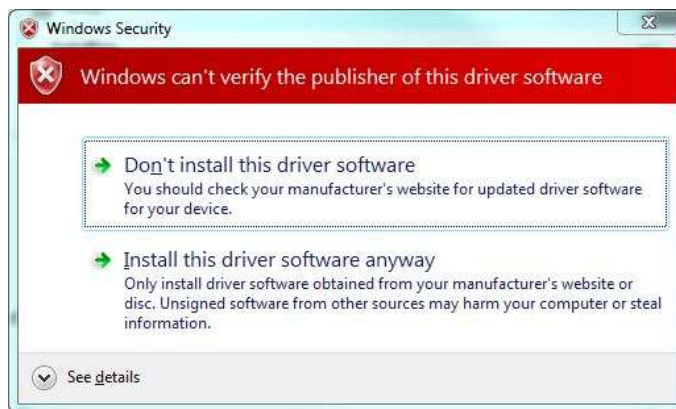 Windows Security
Windows can't verify the publisher of this driver software
Don't install this driver software
You should check your manufacturer's website for updated driver software
for your device.
Install this driver software anyway
Only install driver software obtained from your manufacturer's website or
disc. Unsigned software from other sources may harm your computer or steal
information.
See details